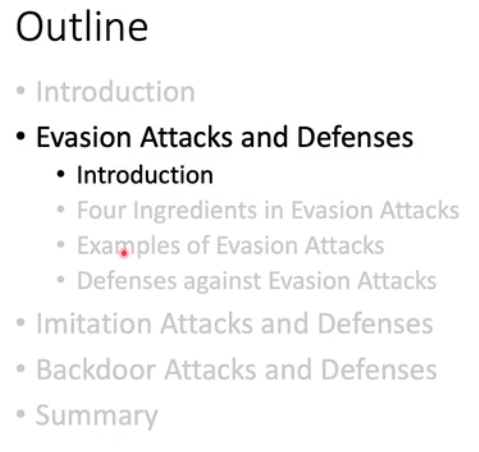 Outline
• Introduction
• Evasion Attacks and Defenses
• Introduction
• Four Ingredients in Evasion Attacks
• Examples of Evasion Attacks
• Defenses against Evasion Attacks
• Imitation Attacks and Defenses
• Backdoor Attacks and Defenses
• Summary